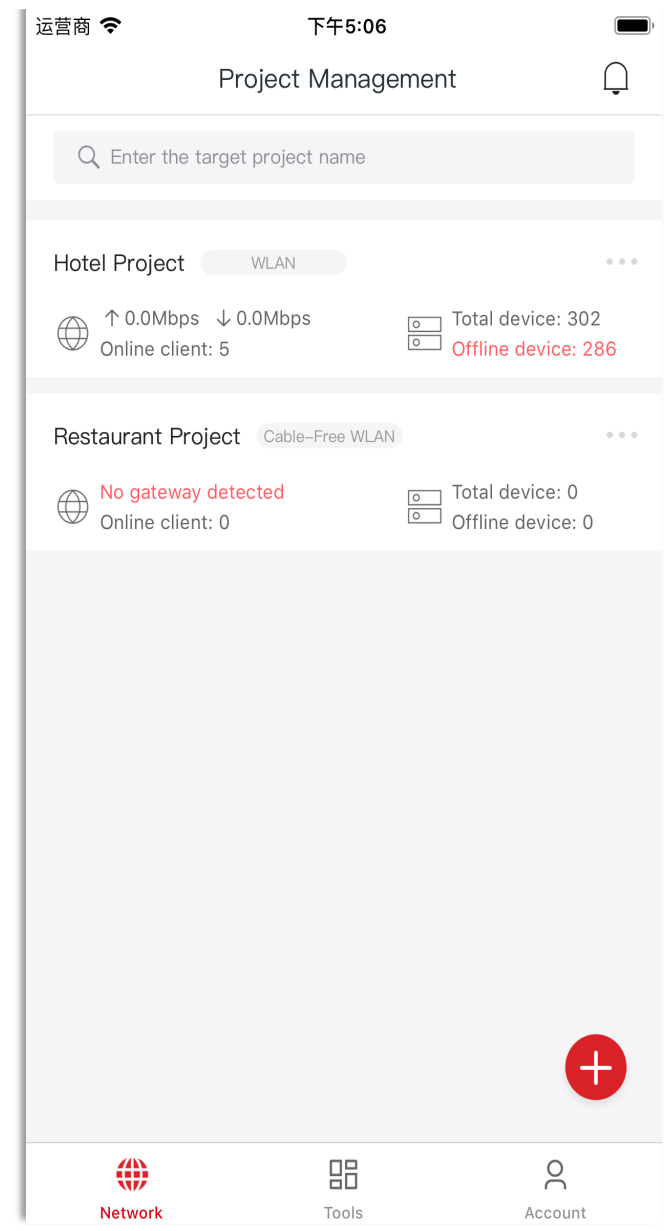 运营商 下午5:06
Project Management
Enter the target project name
Hotel Project WLAN
↑ 0.0Mbps ↓ 0.0Mbps Total device: 302
Online client: 5 Offline device: 286
Restaurant Project Cable-Free WLAN
No gateway detected Total device: 0
Online client: 0 Offline device: 0
Network Tools Account